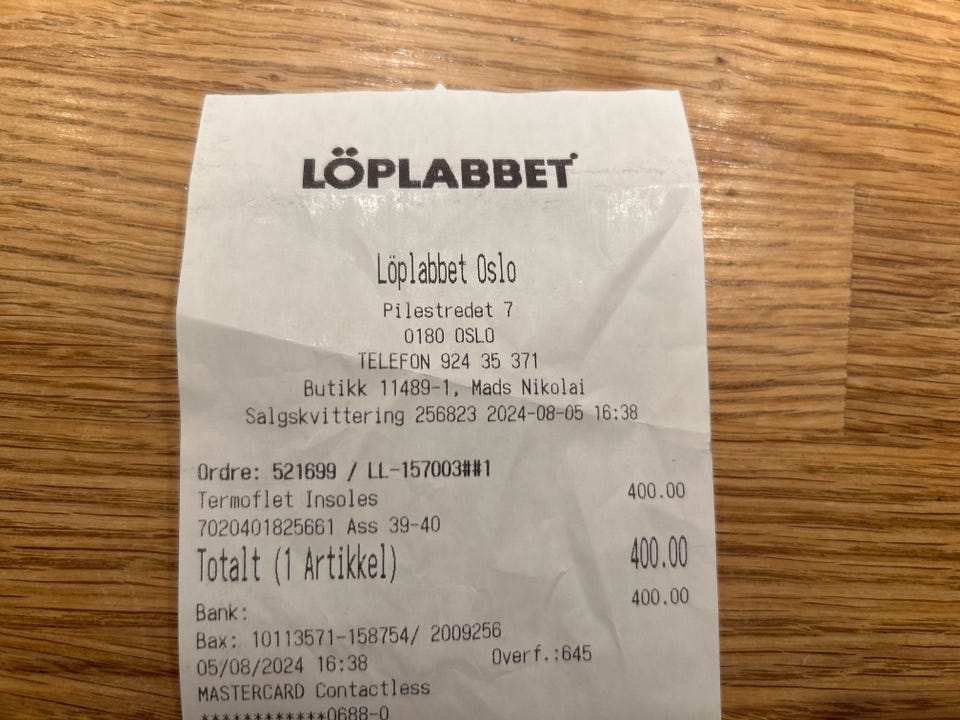 LÖPLABBET
Löplabbet Oslo
Pilestredet 7
0180 OSLO
TELEFON 924 35 371
Butikk 11489-1, Mads Nikolai
Salgskvittering 256823 2024-08-05 16:38
Ordre: 521699 / LL-157003##1
Termoflet Insoles 400.00
7020401825661 Ass 39-40
Totalt (1 Artikkel) 400.00
Bank: 400.00
Bax: 10113571-158754/ 2009256
05/08/2024 16:38 Overf.:645
MASTERCARD Contactless
************0688-0